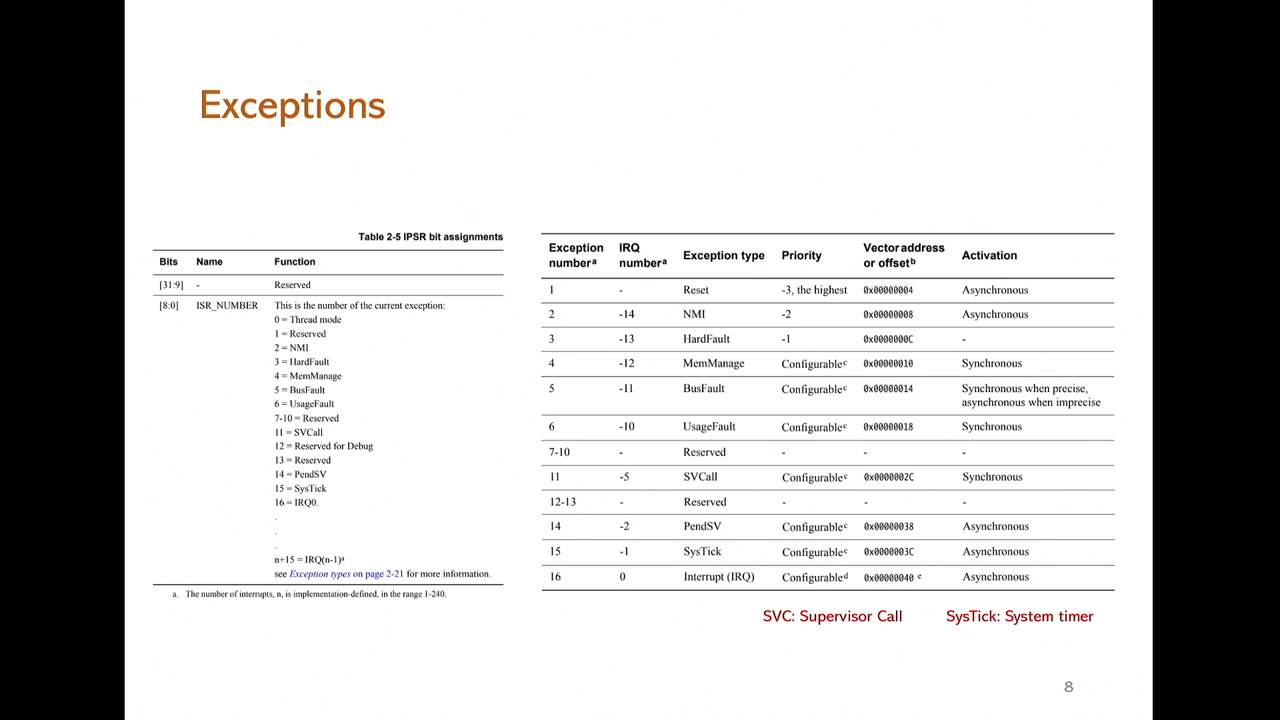 Exceptions
Table 2-5 IPSR bit assignments
Bits Name Function
[31:9] - Reserved
[8:0] ISR_NUMBER This is the number of the current exception:
0 = Thread mode
1 = Reserved
2 = NMI
3 = HardFault
4 = MemManage
5 = BusFault
6 = UsageFault
7-10 = Reserved
11 = SVCall
12 = Reserved for Debug
13 = Reserved
14 = PendSV
15 = SysTick
16 = IRQ0.
.
.
.
n+15 = IRQ(n-1)a
see Exception types on page 2-21 for more information.
a. The number of interrupts, n, is implementation-defined, in the range 1-240.
Exception numbera IRQ numbera Exception type Priority Vector address or offsetb Activation
1 - Reset -3, the highest 0x00000004 Asynchronous
2 -14 NMI -2 0x00000008 Asynchronous
3 -13 HardFault -1 0x0000000C -
4 -12 MemManage Configurablec 0x00000010 Synchronous
5 -11 BusFault Configurablec 0x00000014 Synchronous when precise,
asynchronous when imprecise
6 -10 UsageFault Configurablec 0x00000018 Synchronous
7-10 - Reserved - - -
11 -5 SVCall Configurablec 0x0000002C Synchronous
12-13 - Reserved - - -
14 -2 PendSV Configurablec 0x00000038 Asynchronous
15 -1 SysTick Configurablec 0x0000003C Asynchronous
16 0 Interrupt (IRQ) Configurabled 0x00000040 e Asynchronous
SVC: Supervisor Call SysTick: System timer
8